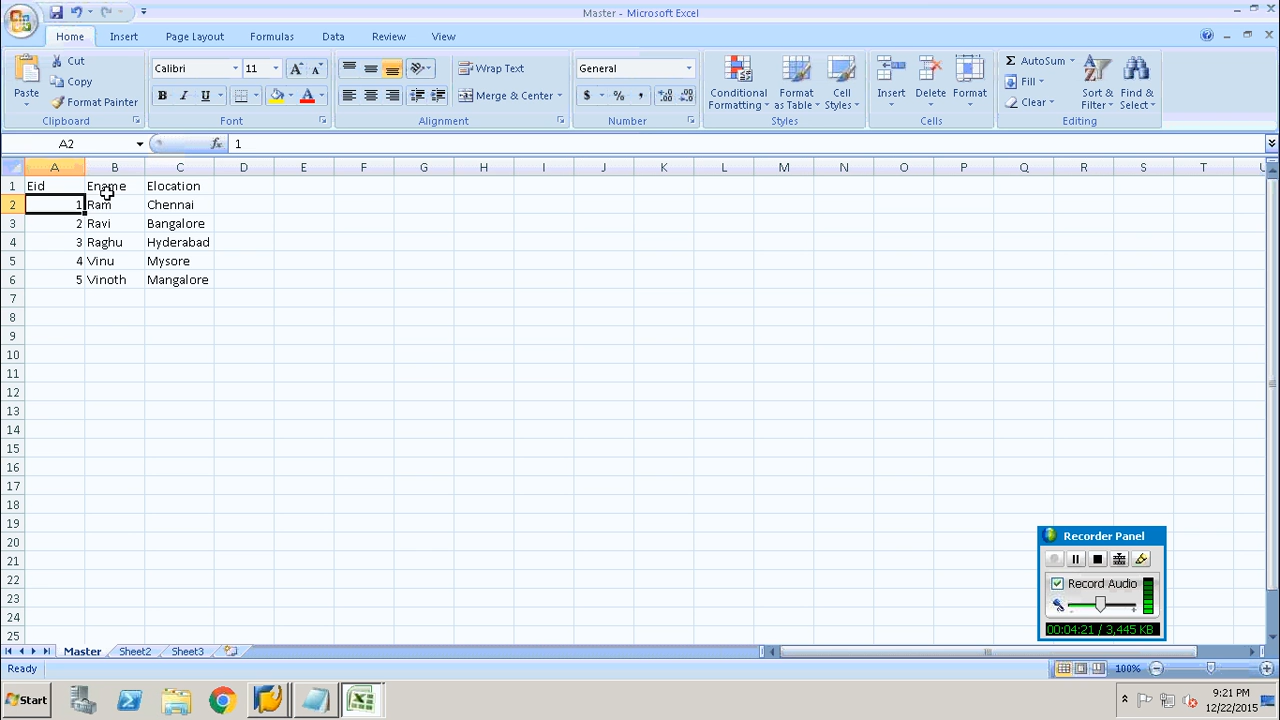 Master - Microsoft Excel
Home Insert Page Layout Formulas Data Review View
Cut
Copy
Format Painter
Paste
Clipboard
Calibri 11
B I U
Font
Wrap Text
Merge & Center
Alignment
General
$ % ,
Number
Conditional Formatting
Format as Table
Cell Styles
Styles
Insert Delete Format
Cells
AutoSum
Fill
Clear
Sort & Filter
Find & Select
Editing
A2 fx 1
A B C D E F G H I J K L M N O P Q R S T U
1 Eid Ename Elocation
2 1 Ram Chennai
3 2 Ravi Bangalore
4 3 Raghu Hyderabad
5 4 Vinu Mysore
6 5 Vinoth Mangalore
7
8
9
10
11
12
13
14
15
16
17
18
19
20
21
22
23
24
25
Recorder Panel
Record Audio
00:04:21 / 3,445 KB
Master Sheet2 Sheet3
Ready 100%
Start
9:21 PM
12/22/2015